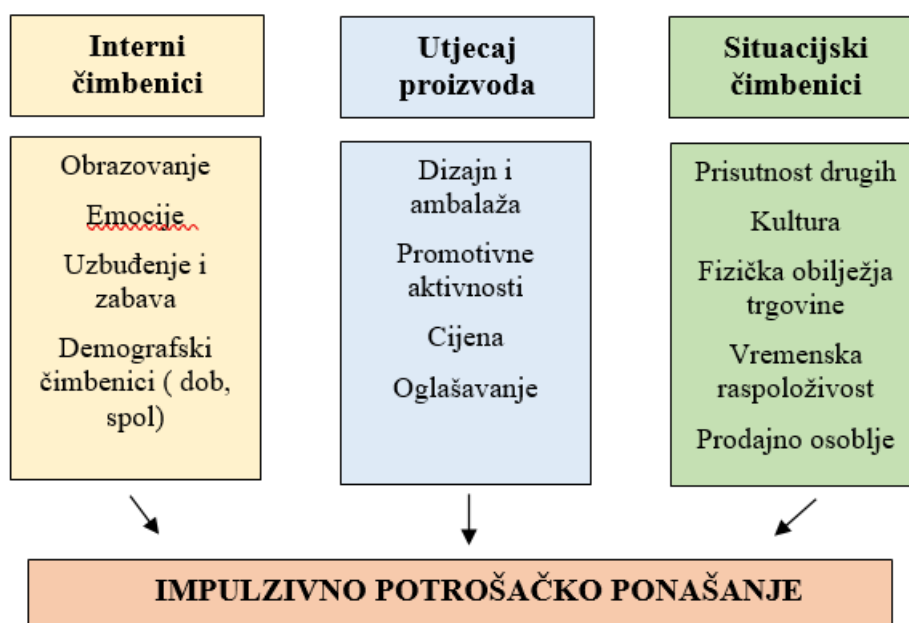 Interni
čimbenici
Obrazovanje
Emocije
Uzbuđenje i
zabava
Demografski
čimbenici ( dob,
spol)
Utjecaj
proizvoda
Dizajn i
ambalaža
Promotivne
aktivnosti
Cijena
Oglašavanje
Situacijski
čimbenici
Prisutnost drugih
Kultura
Fizička obilježja
trgovine
Vremenska
raspoloživost
Prodajno osoblje
IMPULZIVNO POTROŠAČKO PONAŠANJE